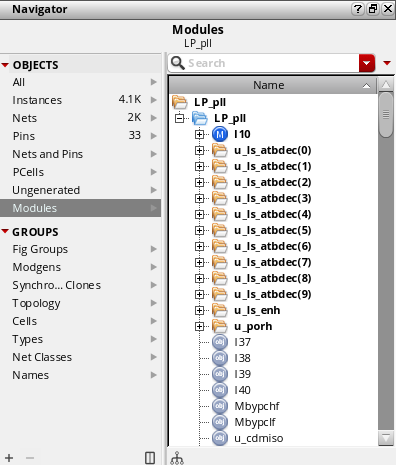 Navigator
Modules
LP_pll
OBJECTS
All
Instances 4.1K
Nets 2K
Pins 33
Nets and Pins
PCells
Ungenerated
Modules
GROUPS
Fig Groups
Modgens
Synchro... Clones
Topology
Cells
Types
Net Classes
Names
Search
Name
LP_pll
LP_pll
M I10
u_ls_atbdec(0)
u_ls_atbdec(1)
u_ls_atbdec(2)
u_ls_atbdec(3)
u_ls_atbdec(4)
u_ls_atbdec(5)
u_ls_atbdec(6)
u_ls_atbdec(7)
u_ls_atbdec(8)
u_ls_atbdec(9)
u_ls_enh
u_porh
obj I37
obj I38
obj I39
obj I40
obj Mbypchf
obj Mbypclf
obj u_cdmiso